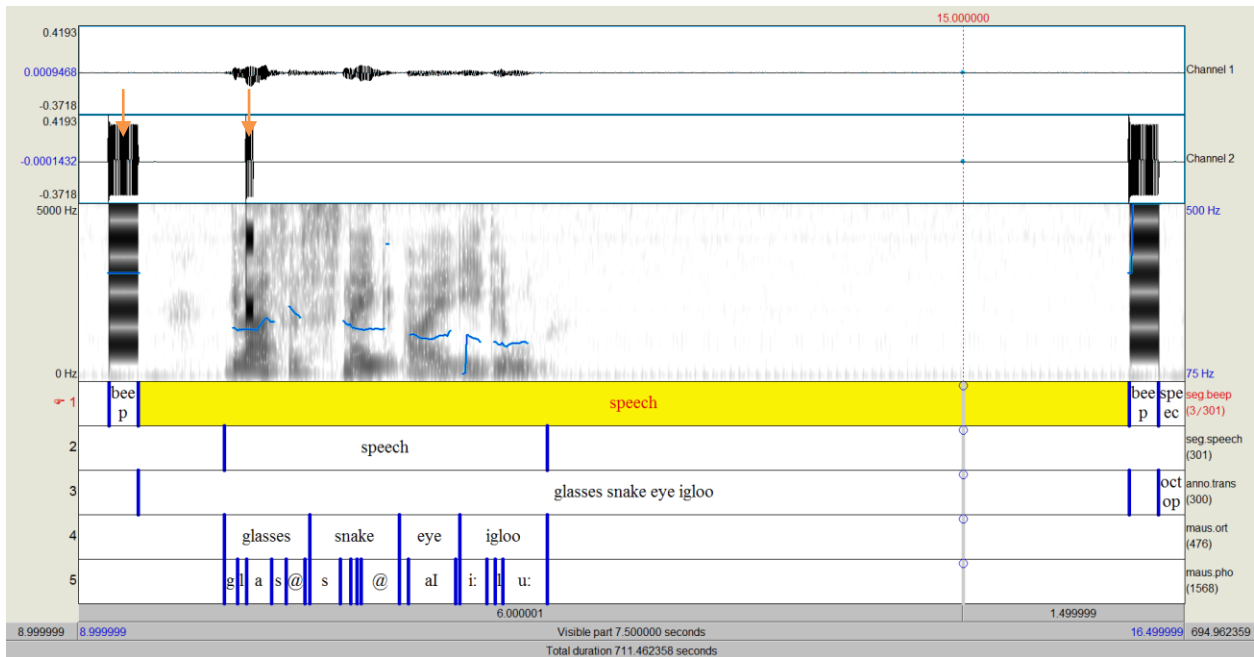 15.000000
0.4193
0.0009468
Channel 1
-0.3718
0.4193
-0.0001432
Channel 2
-0.3718
5000 Hz
500 Hz
0 Hz
75 Hz
1
bee
p
speech
bee
p
spe
ec
seg.beep
(3/301)
2
speech
seg.speech
(301)
3
glasses snake eye igloo
oct
op
anno.trans
(300)
4
glasses
snake
eye
igloo
maus.ort
(476)
5
g
l
a
s
@
s
@
aI
i:
l
u:
maus.pho
(1568)
6.000001
1.499999
8.999999
8.999999
Visible part 7.500000 seconds
16.499999
694.962359
Total duration 711.462358 seconds